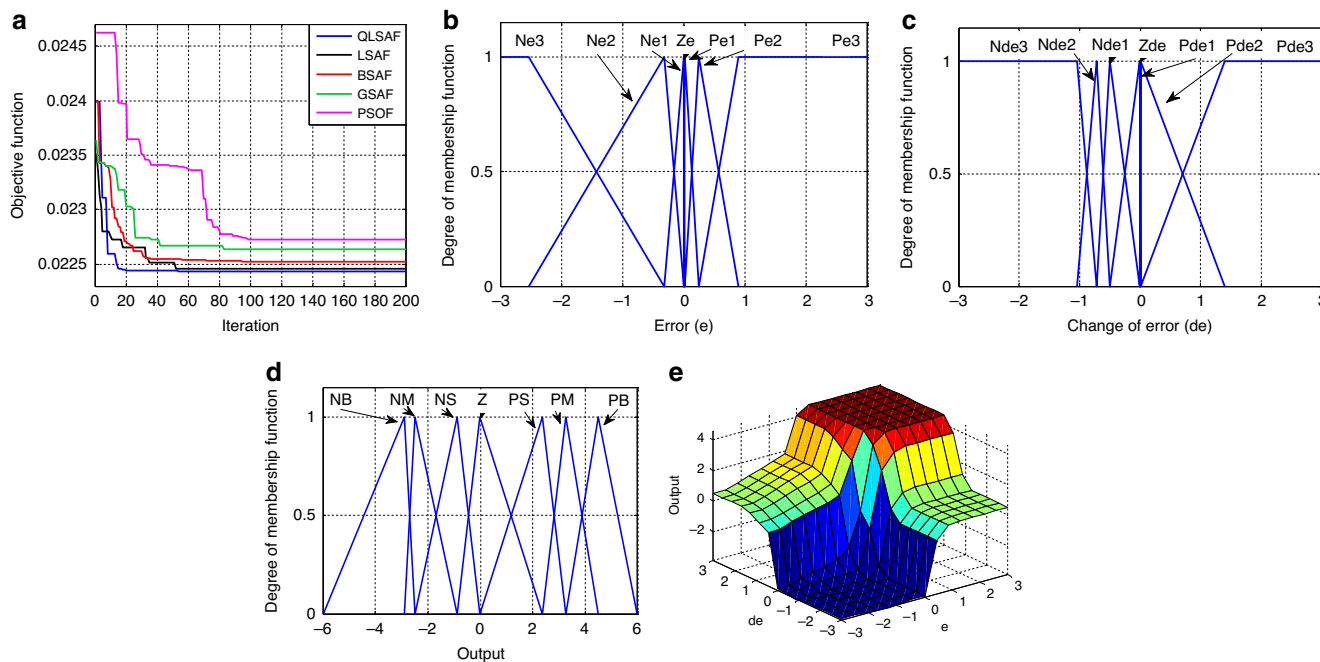 a
0.0245
0.024
0.0235
0.023
0.0225
0 20 40 60 80 100 120 140 160 180 200
Objective function
Iteration
QLSAF
LSAF
BSAF
GSAF
PSOF
b
Ne3 Ne2 Ne1 Ze Pe1 Pe2 Pe3
1
0.5
0
–3 –2 –1 0 1 2 3
Degree of membership function
Error (e)
c
Nde3 Nde2 Nde1 Zde Pde1 Pde2 Pde3
1
0.5
0
–3 –2 –1 0 1 2 3
Degree of membership function
Change of error (de)
d
NB NM NS Z PS PM PB
1
0.5
0
–6 –4 –2 0 2 4 6
Degree of membership function
Output
e
4
2
0
–2
Output
3 2 1 0 –1 –2 –3
de
–3 –2 –1 0 1 2 3
e